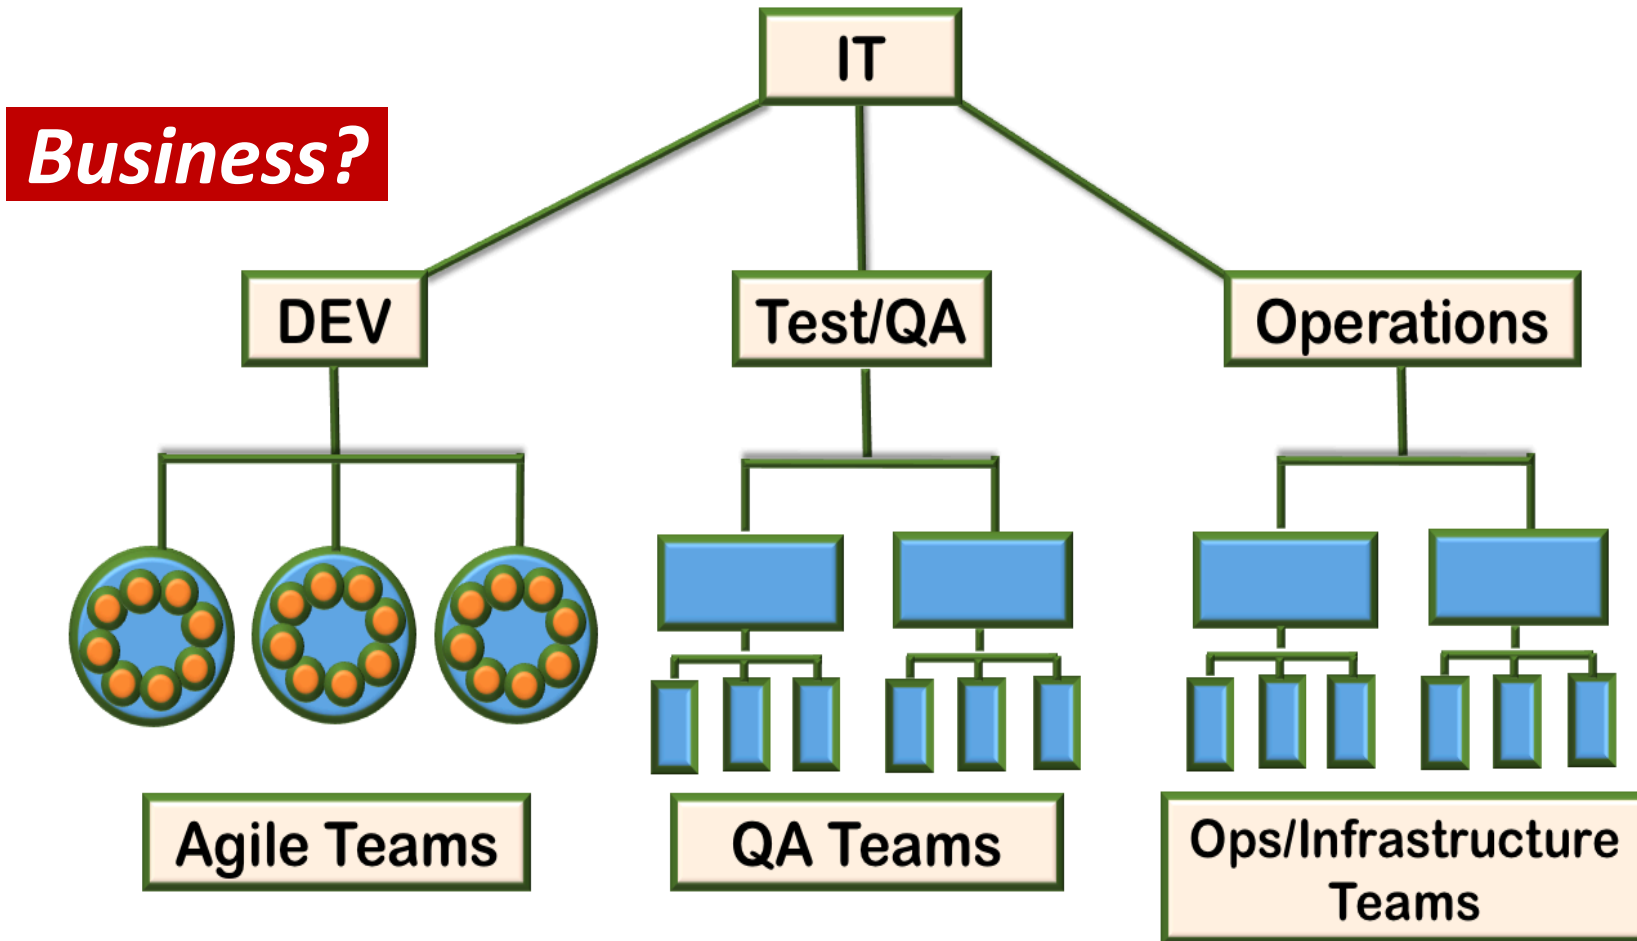 IT
Business?
DEV
Test/QA
Operations
Agile Teams
QA Teams
Ops/Infrastructure
Teams